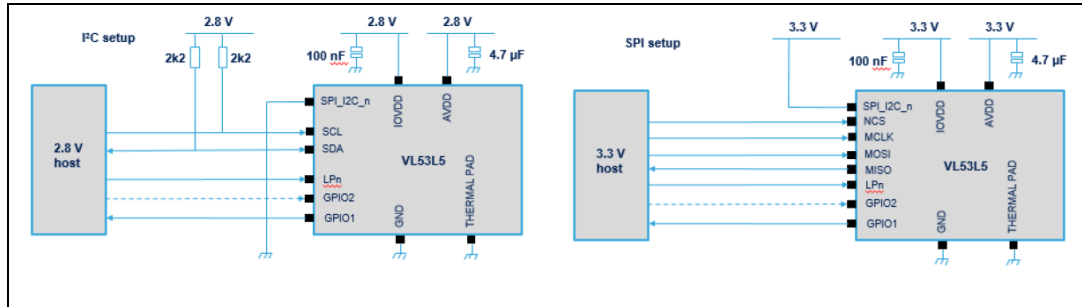 I²C setup
2.8 V
2.8 V
2.8 V
2k2
2k2
100 nF
4.7 µF
SPI_I2C_n
IOVDD
AVDD
SCL
SDA
2.8 V
host
VL53L5
LPn
GPIO2
GPIO1
GND
THERMAL PAD
SPI setup
3.3 V
3.3 V
3.3 V
100 nF
4.7 µF
SPI_I2C_n
IOVDD
AVDD
NCS
MCLK
MOSI
MISO
3.3 V
host
VL53L5
LPn
GPIO2
GPIO1
GND
THERMAL PAD